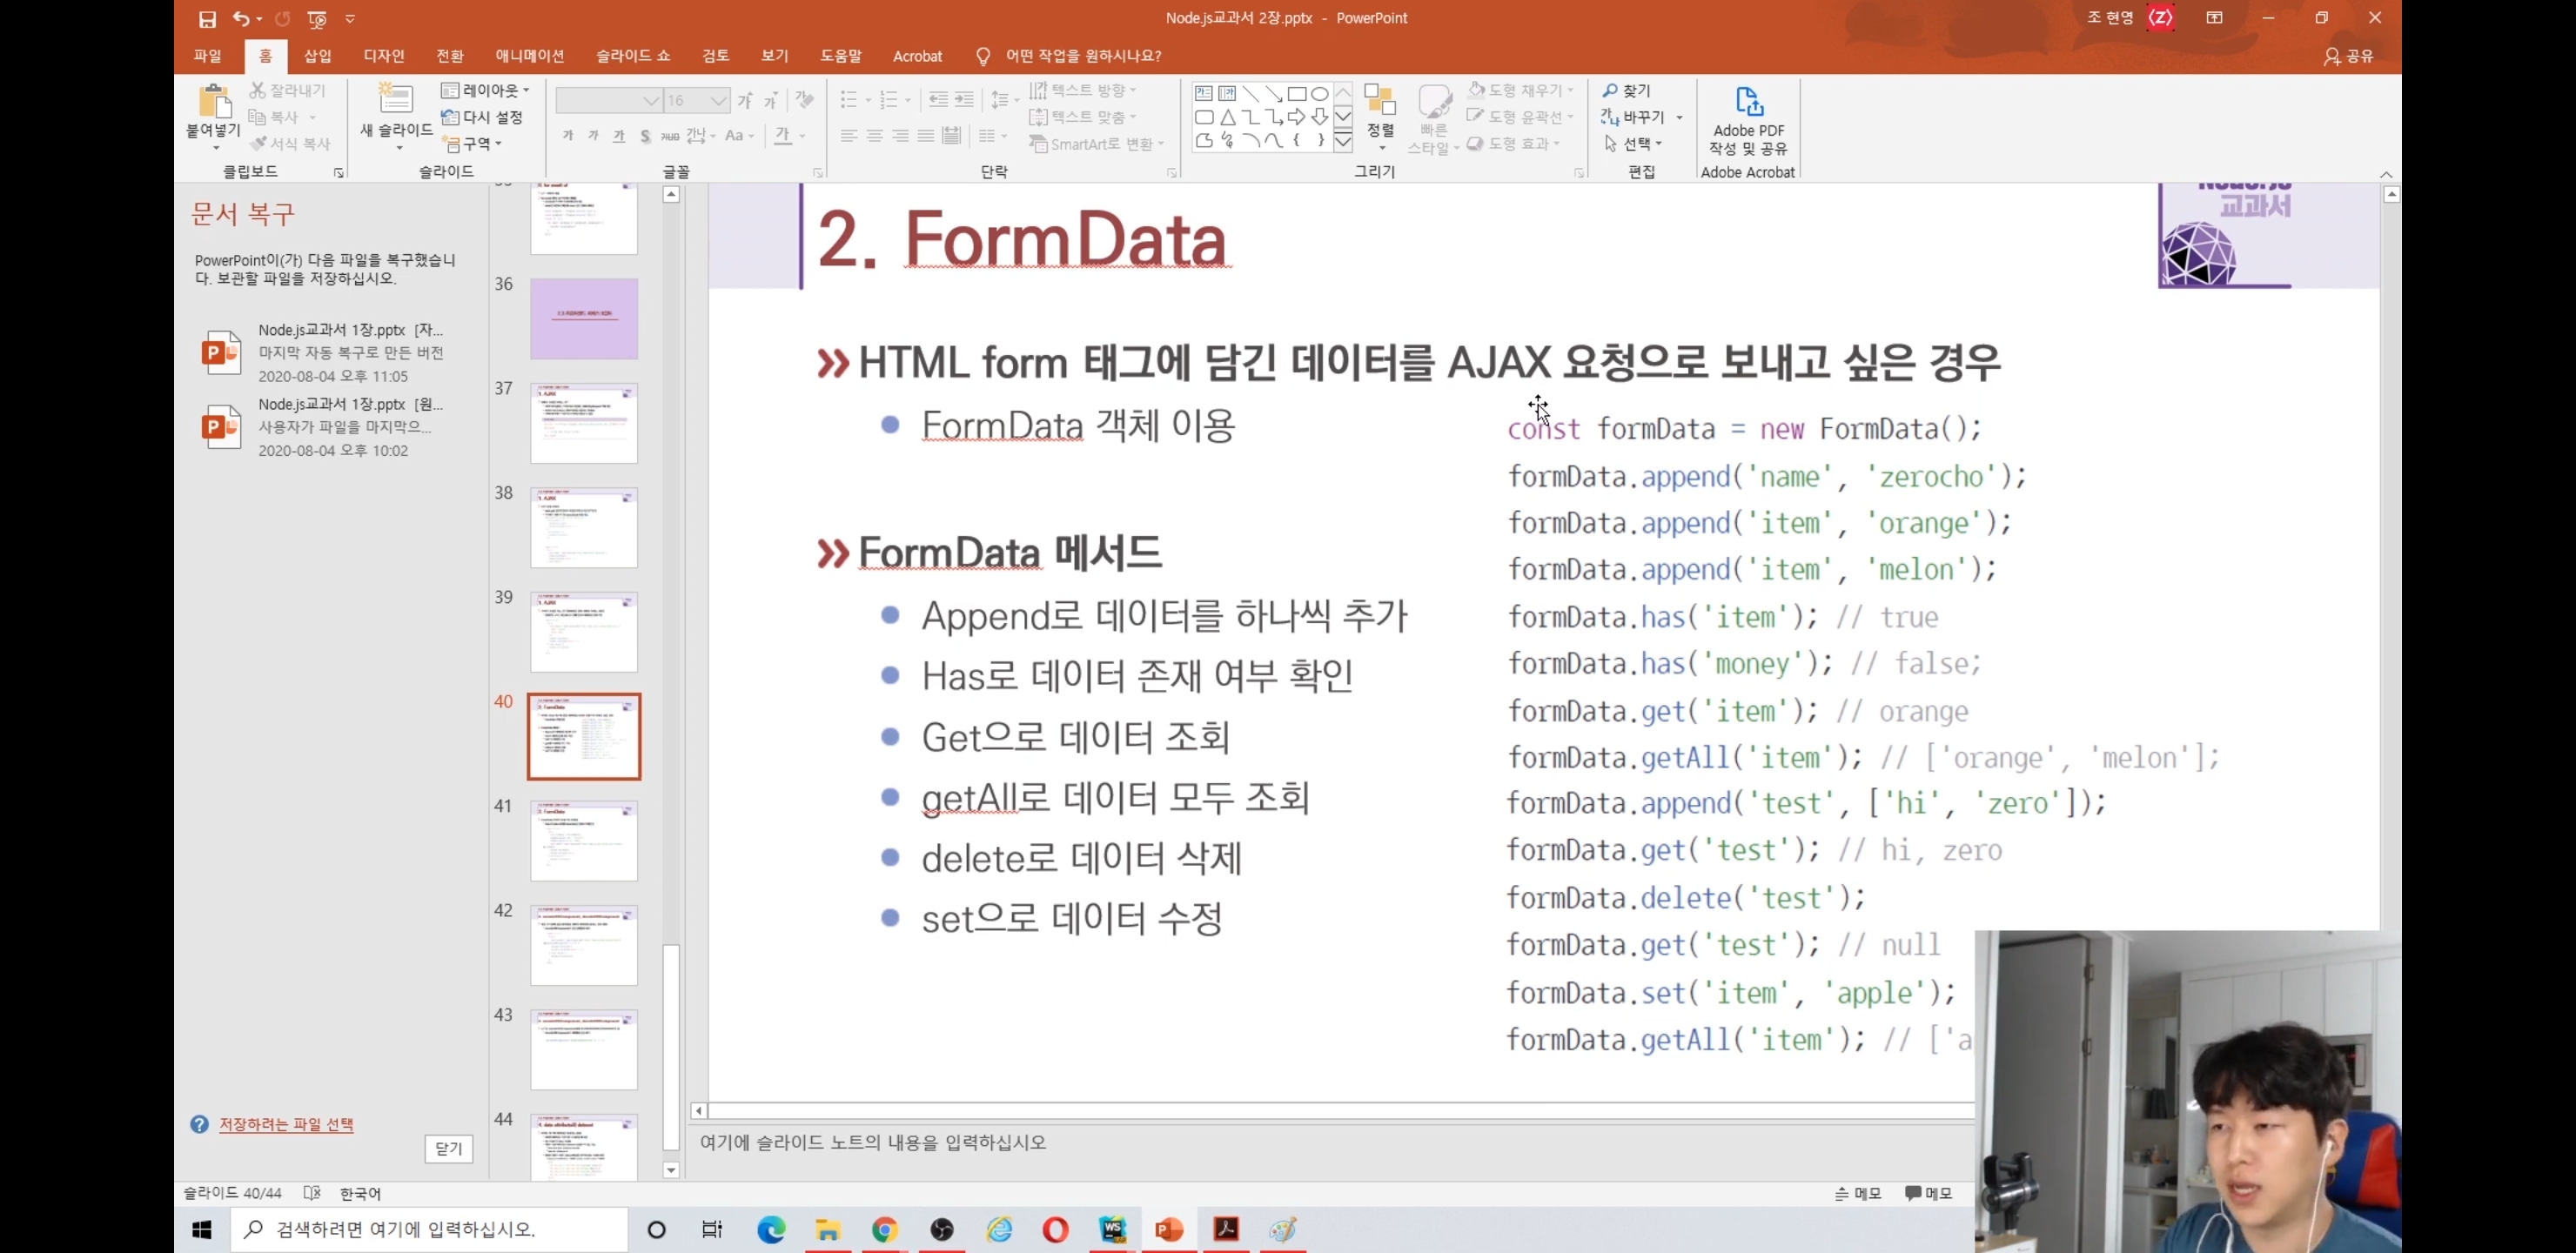 Node.js교과서 2장.pptx - PowerPoint
조 현영
파일 홈 삽입 디자인 전환 애니메이션 슬라이드 쇼 검토 보기 도움말 Acrobat 어떤 작업을 원하시나요? 공유
붙여넣기
잘라내기
복사
서식 복사
클립보드
새 슬라이드
레이아웃
다시 설정
구역
슬라이드
16
글꼴
텍스트 방향
텍스트 맞춤
SmartArt로 변환
단락
정렬
빠른 스타일
도형 채우기
도형 윤곽선
도형 효과
그리기
찾기
바꾸기
선택
편집
Adobe PDF
작성 및 공유
Adobe Acrobat
문서 복구
PowerPoint이(가) 다음 파일을 복구했습니
다. 보관할 파일을 저장하십시오.
Node.js교과서 1장.pptx [자...
마지막 자동 복구로 만든 버전
2020-08-04 오후 11:05
Node.js교과서 1장.pptx [원...
사용자가 파일을 마지막으...
2020-08-04 오후 10:02
저장하려는 파일 선택
닫기
36
37
38
39
40
41
42
43
44
교과서
2. FormData
HTML form 태그에 담긴 데이터를 AJAX 요청으로 보내고 싶은 경우
FormData 객체 이용
FormData 메서드
Append로 데이터를 하나씩 추가
Has로 데이터 존재 여부 확인
Get으로 데이터 조회
getAll로 데이터 모두 조회
delete로 데이터 삭제
set으로 데이터 수정
const formData = new FormData();
formData.append('name', 'zerocho');
formData.append('item', 'orange');
formData.append('item', 'melon');
formData.has('item'); // true
formData.has('money'); // false;
formData.get('item'); // orange
formData.getAll('item'); // ['orange', 'melon'];
formData.append('test', ['hi', 'zero']);
formData.get('test'); // hi, zero
formData.delete('test');
formData.get('test'); // null
formData.set('item', 'apple');
formData.getAll('item'); // ['a
여기에 슬라이드 노트의 내용을 입력하십시오
슬라이드 40/44 한국어
메모 메모
검색하려면 여기에 입력하십시오.